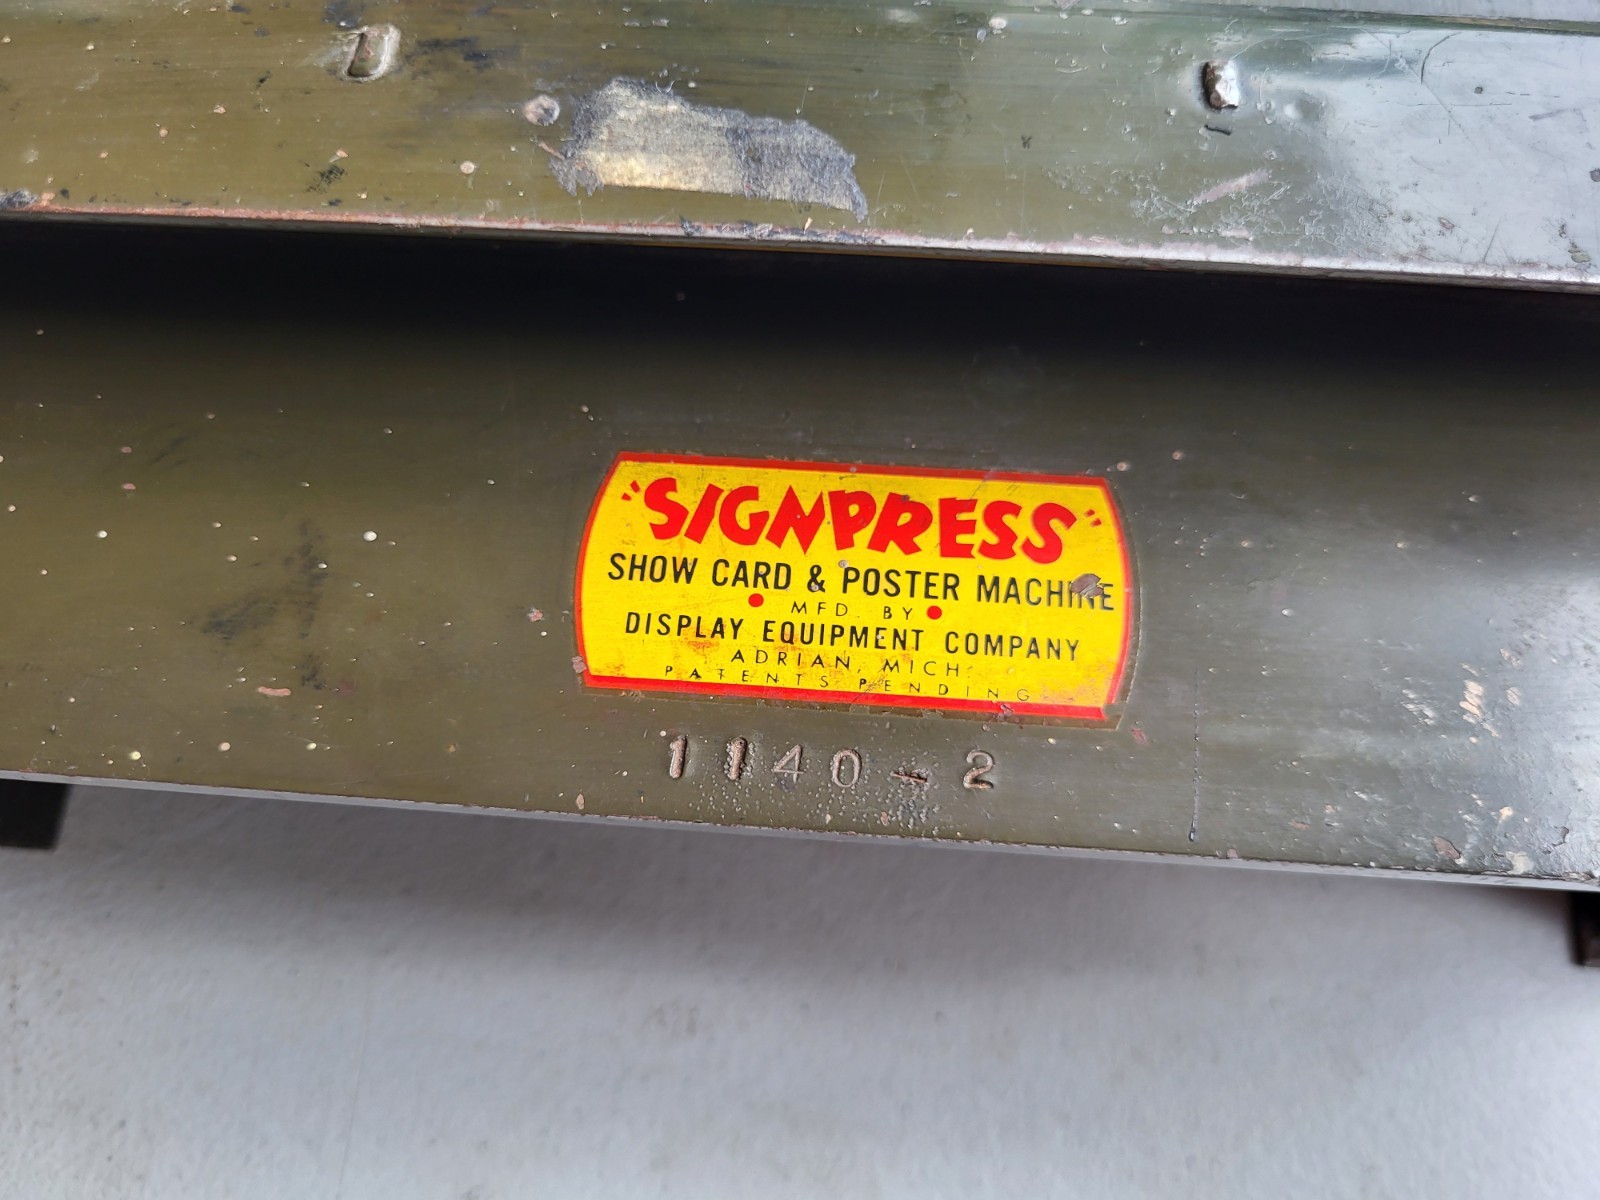 "SIGNPRESS"
SHOW CARD & POSTER MACHINE
MFD. BY
DISPLAY EQUIPMENT COMPANY
ADRIAN, MICH.
PATENTS PENDING
1140-2